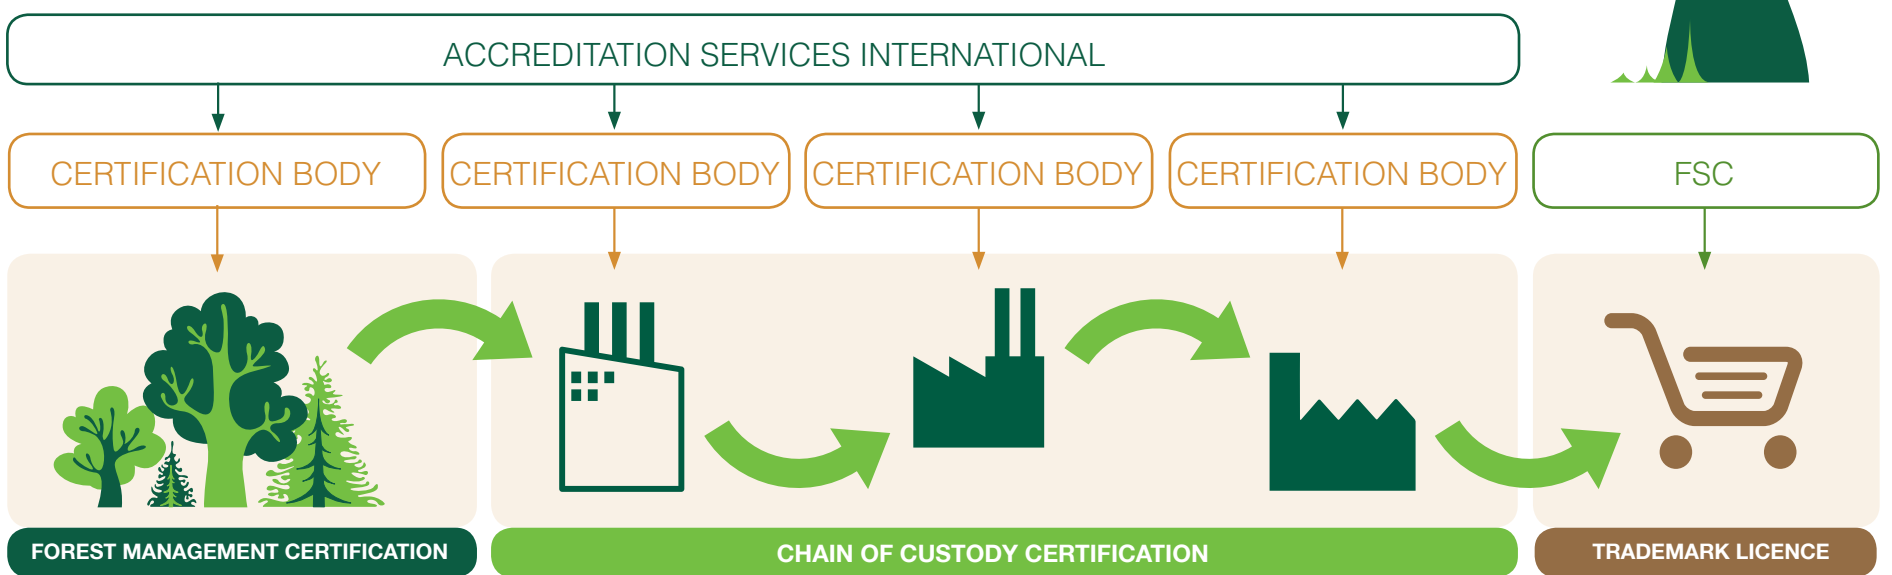 ACCREDITATION SERVICES INTERNATIONAL
CERTIFICATION BODY
CERTIFICATION BODY
CERTIFICATION BODY
CERTIFICATION BODY
FSC
FOREST MANAGEMENT CERTIFICATION
CHAIN OF CUSTODY CERTIFICATION
TRADEMARK LICENCE